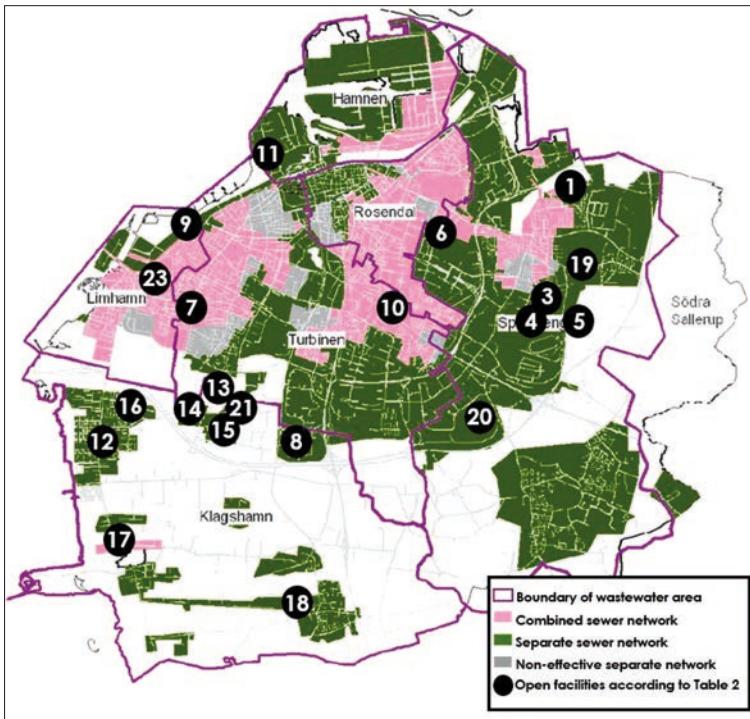 Hamnen
11
1
Rosendal
9
6
19
23
3
Limhamn
7
10
4
5
Södra
Sallerup
Turbinen
13
16
14
21
20
15
12
8
Klagshamn
17
18
Boundary of wastewater area
Combined sewer network
Separate sewer network
Non-effective separate network
Open facilities according to Table 2